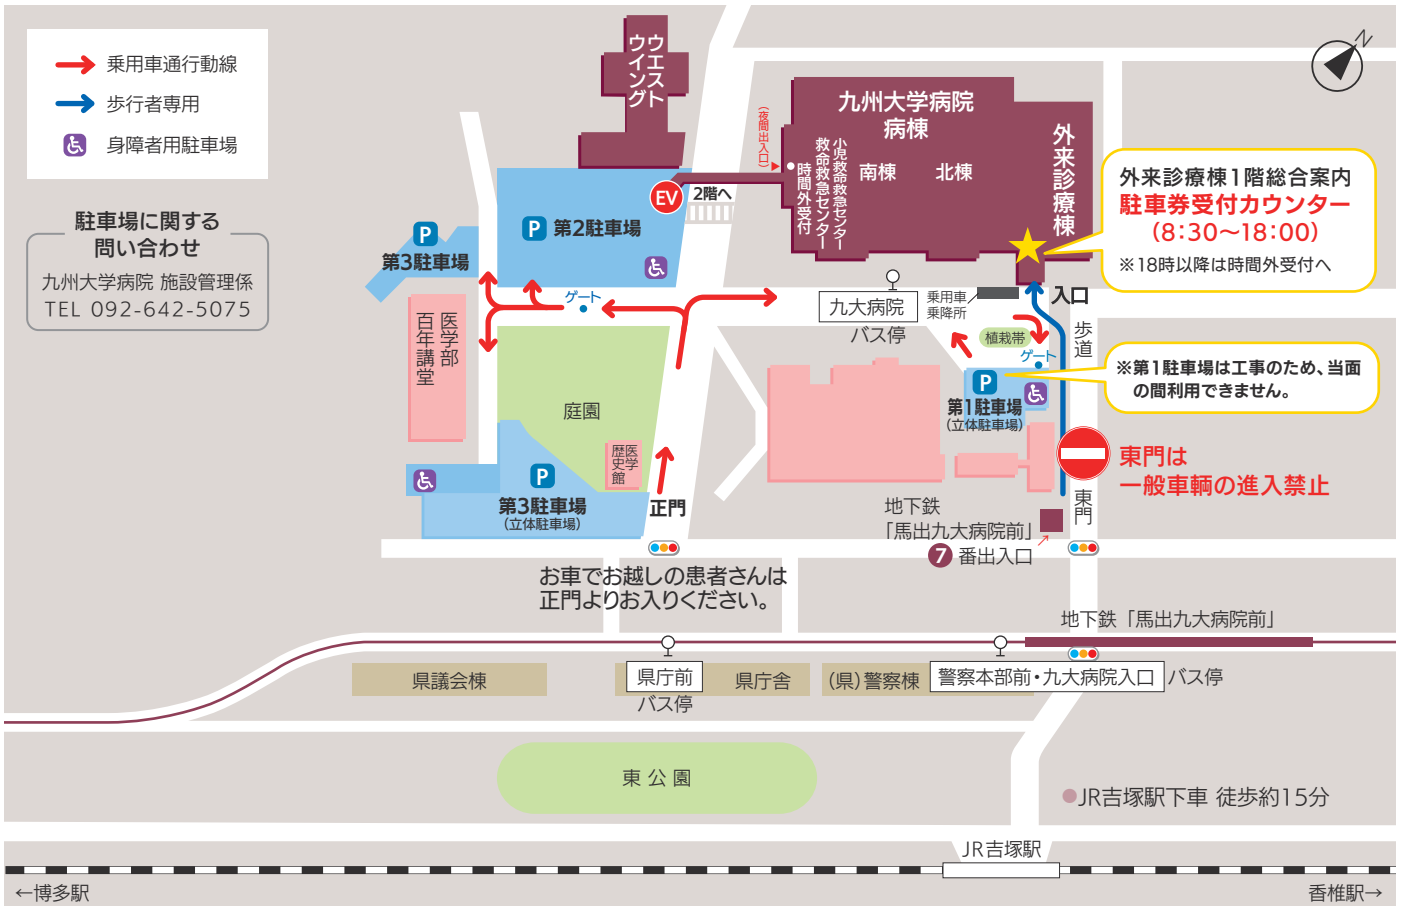 乗用車通行動線
歩行者専用
身障者用駐車場
駐車場に関する
問い合わせ
九州大学病院 施設管理係
TEL 092-642-5075
ウエスト
ウイング
N
九州大学病院
病棟
(夜間出入口)
小児救命救急センター
救命救急センター
時間外受付
南棟
北棟
外来診療棟
外来診療棟1階総合案内
駐車券受付カウンター
(8:30〜18:00)
※18時以降は時間外受付へ
EV
2階へ
P
第2駐車場
P
第3駐車場
ゲート
医学部
百年講堂
庭園
医学
歴史館
P
第3駐車場
(立体駐車場)
正門
九大病院
バス停
乗用車
乗降所
入口
植栽帯
ゲート
歩道
P
第1駐車場
(立体駐車場)
※第1駐車場は工事のため、当面
の間利用できません。
東門は
一般車輌の進入禁止
東門
地下鉄
「馬出九大病院前」
7 番出入口
お車でお越しの患者さんは
正門よりお入りください。
地下鉄「馬出九大病院前」
県議会棟
県庁前
バス停
県庁舎
(県)警察棟
警察本部前・九大病院入口 バス停
東公園
JR吉塚駅下車 徒歩約15分
JR吉塚駅
←博多駅
香椎駅→